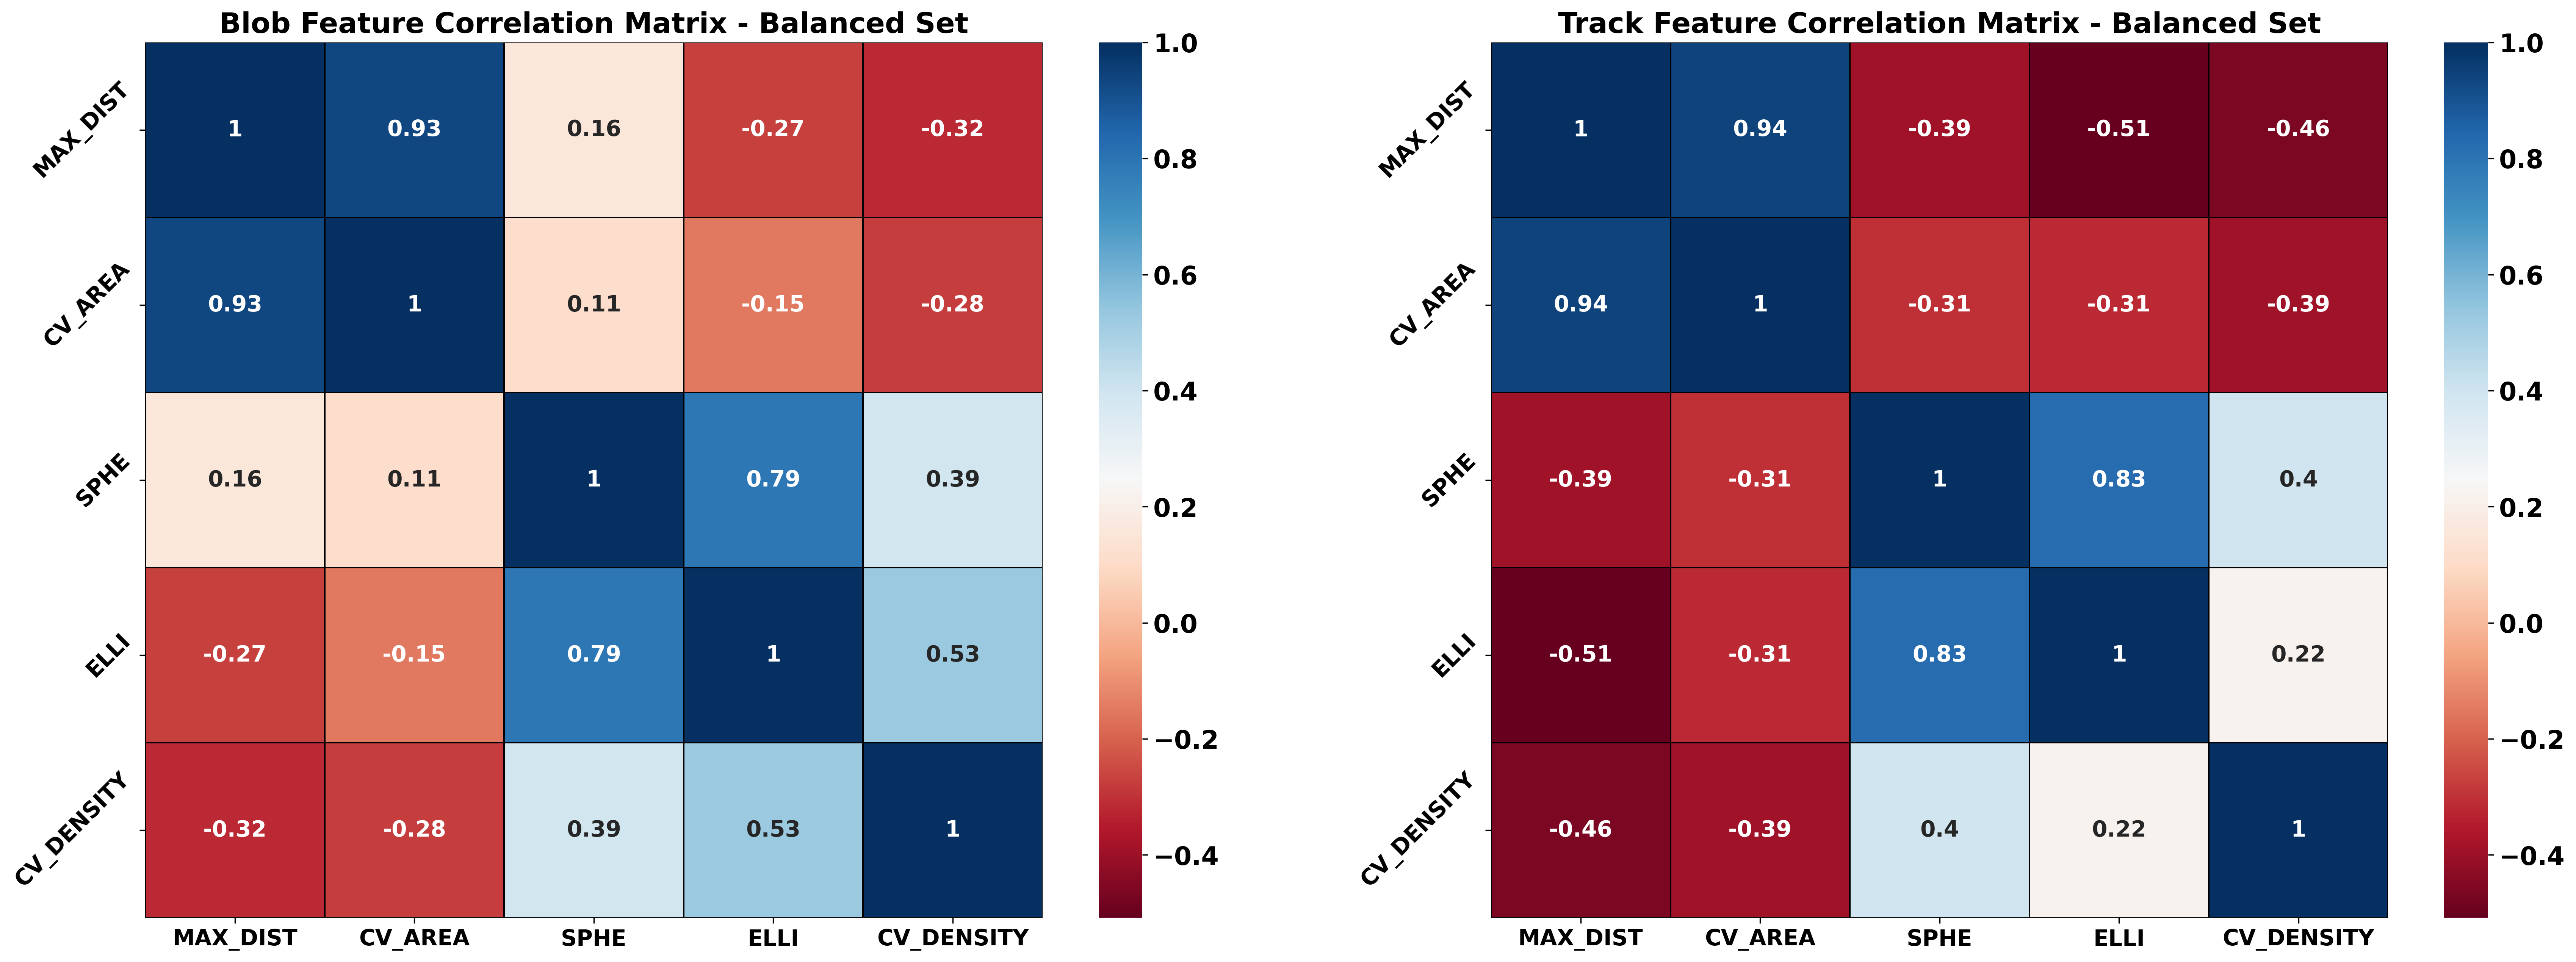 Blob Feature Correlation Matrix - Balanced Set
MAX_DIST 1 0.93 0.16 -0.27 -0.32
CV_AREA 0.93 1 0.11 -0.15 -0.28
SPHE 0.16 0.11 1 0.79 0.39
ELLI -0.27 -0.15 0.79 1 0.53
CV_DENSITY -0.32 -0.28 0.39 0.53 1
MAX_DIST CV_AREA SPHE ELLI CV_DENSITY
1.0
0.8
0.6
0.4
0.2
0.0
−0.2
−0.4
Track Feature Correlation Matrix - Balanced Set
MAX_DIST 1 0.94 -0.39 -0.51 -0.46
CV_AREA 0.94 1 -0.31 -0.31 -0.39
SPHE -0.39 -0.31 1 0.83 0.4
ELLI -0.51 -0.31 0.83 1 0.22
CV_DENSITY -0.46 -0.39 0.4 0.22 1
MAX_DIST CV_AREA SPHE ELLI CV_DENSITY
1.0
0.8
0.6
0.4
0.2
0.0
−0.2
−0.4